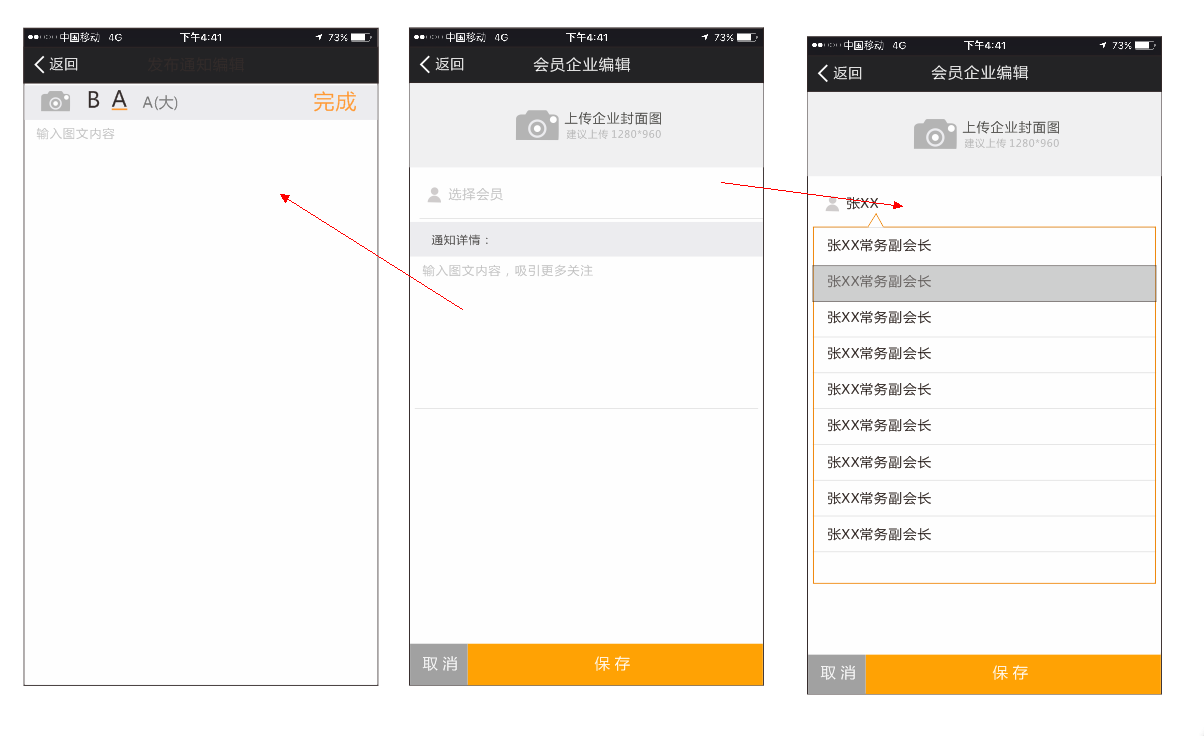 中国移动 4G 下午4:41 73%
返回 发布通知编辑
B A A(大) 完成
输入图文内容
中国移动 4G 下午4:41 73%
返回 会员企业编辑
上传企业封面图
建议上传 1280*960
选择会员
通知详情：
输入图文内容，吸引更多关注
取 消 保 存
中国移动 4G 下午4:41 73%
返回 会员企业编辑
上传企业封面图
建议上传 1280*960
张XX
张XX常务副会长
张XX常务副会长
张XX常务副会长
张XX常务副会长
张XX常务副会长
张XX常务副会长
张XX常务副会长
张XX常务副会长
张XX常务副会长
取 消 保 存